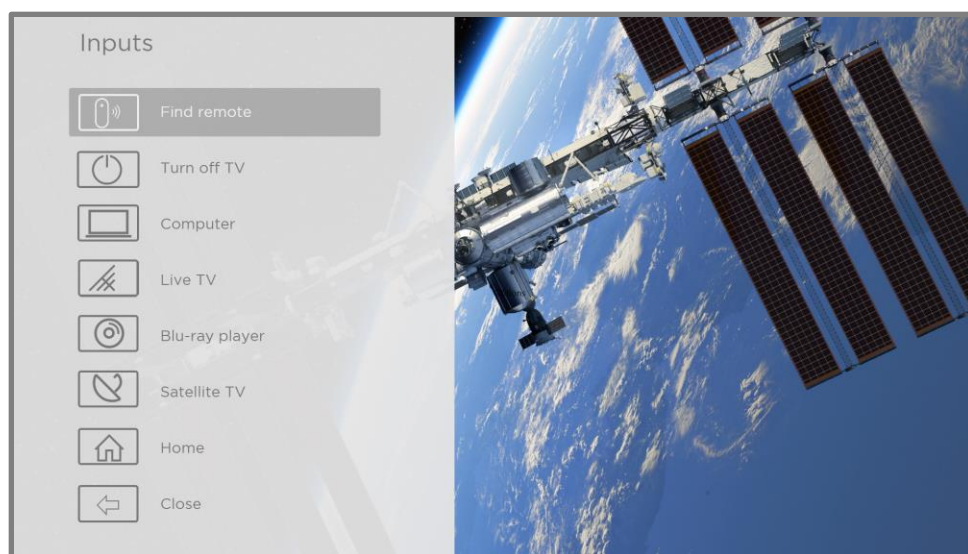 Inputs
Find remote
Turn off TV
Computer
Live TV
Blu-ray player
Satellite TV
Home
Close